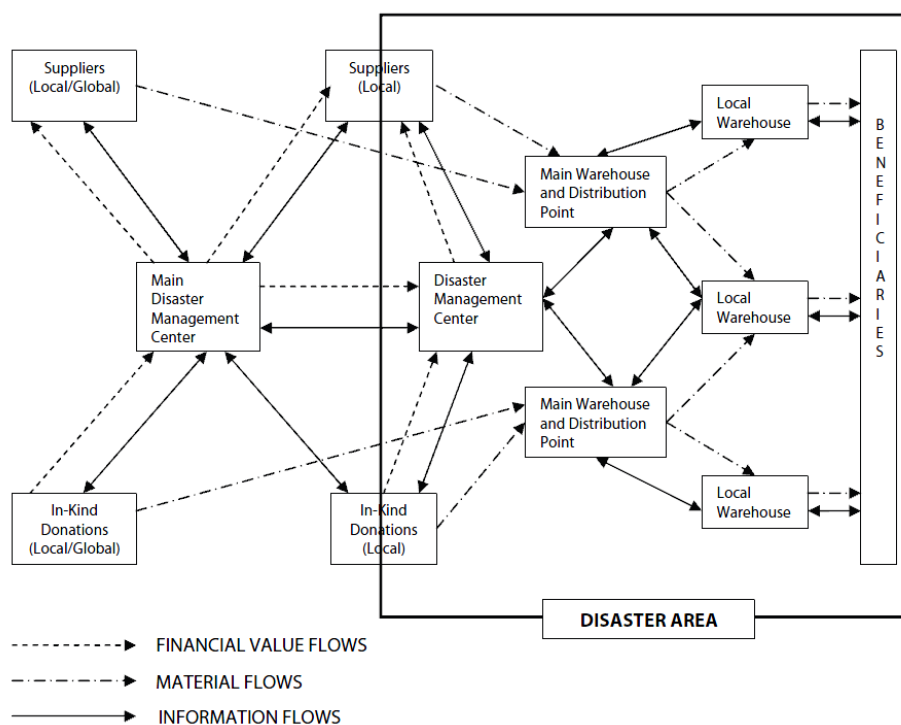 Suppliers
(Local/Global)
Suppliers
(Local)
Local
Warehouse
Main Warehouse
and Distribution
Point
Main
Disaster
Management
Center
Disaster
Management
Center
Local
Warehouse
Main Warehouse
and Distribution
Point
In-Kind
Donations
(Local/Global)
In-Kind
Donations
(Local)
Local
Warehouse
BENEFICIARIES
DISASTER AREA
FINANCIAL VALUE FLOWS
MATERIAL FLOWS
INFORMATION FLOWS